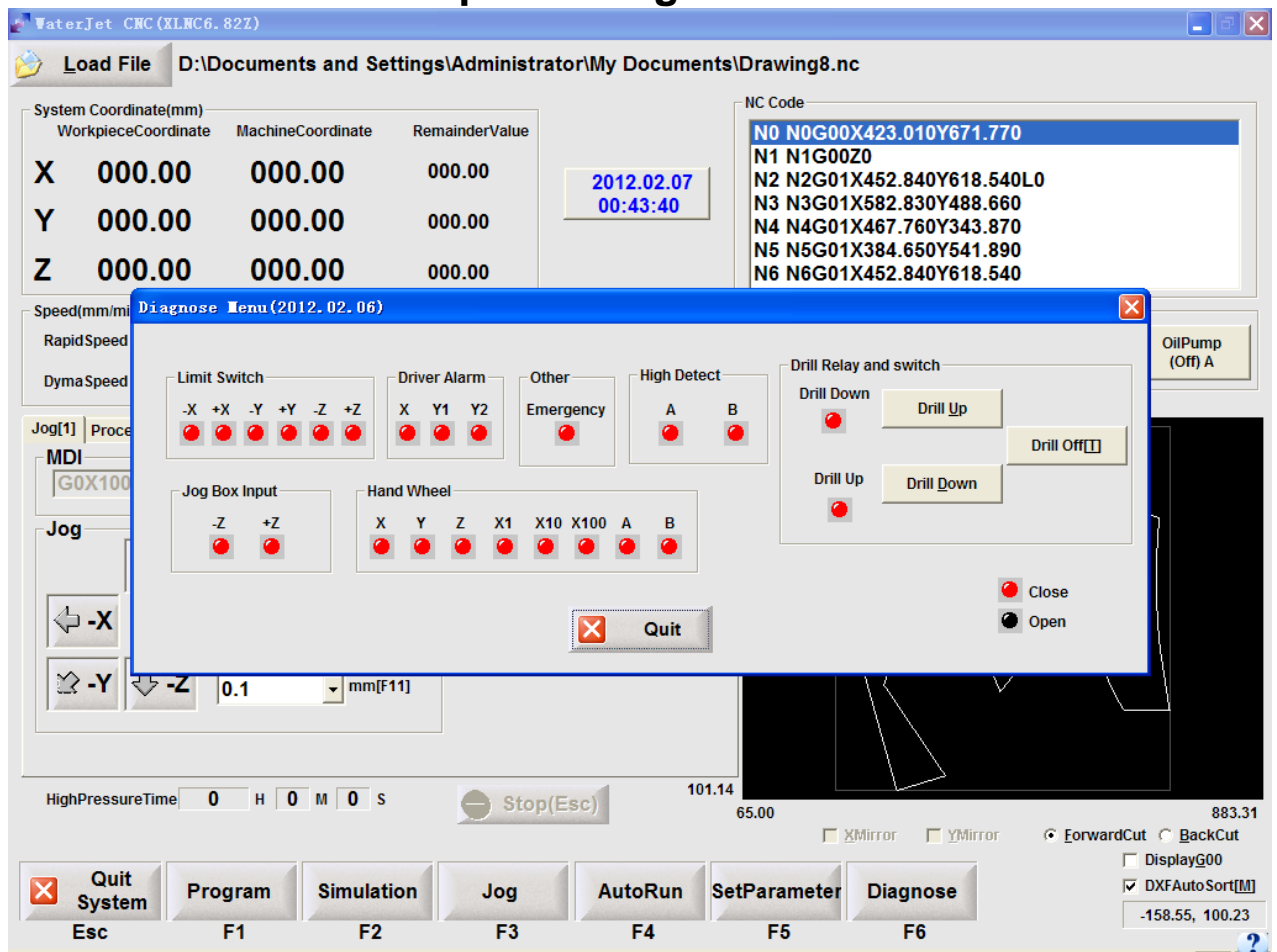 WaterJet CNC(XLNC6.82Z)
Load File D:\Documents and Settings\Administrator\My Documents\Drawing8.nc
System Coordinate(mm)
WorkpieceCoordinate MachineCoordinate RemainderValue
X 000.00 000.00 000.00
Y 000.00 000.00 000.00
Z 000.00 000.00 000.00
2012.02.07
00:43:40
NC Code
N0 N0G00X423.010Y671.770
N1 N1G00Z0
N2 N2G01X452.840Y618.540L0
N3 N3G01X582.830Y488.660
N4 N4G01X467.760Y343.870
N5 N5G01X384.650Y541.890
N6 N6G01X452.840Y618.540
Speed(mm/mi
RapidSpeed
DymaSpeed
OilPump
(Off) A
Diagnose Menu(2012.02.06)
Limit Switch
-X +X -Y +Y -Z +Z
Driver Alarm
X Y1 Y2
Other
Emergency
High Detect
A B
Drill Relay and switch
Drill Down
Drill Up
Drill Off[T]
Drill Up
Drill Down
Jog Box Input
-Z +Z
Hand Wheel
X Y Z X1 X10 X100 A B
Close
Open
Quit
Jog[1] Proce
MDI
G0X100
Jog
-X
-Y -Z 0.1 mm[F11]
HighPressureTime 0 H 0 M 0 S
Stop(Esc)
101.14
65.00 883.31
XMirror YMirror ForwardCut BackCut
DisplayG00
DXFAutoSort[M]
-158.55, 100.23
Quit
System
Program Simulation Jog AutoRun SetParameter Diagnose
Esc F1 F2 F3 F4 F5 F6